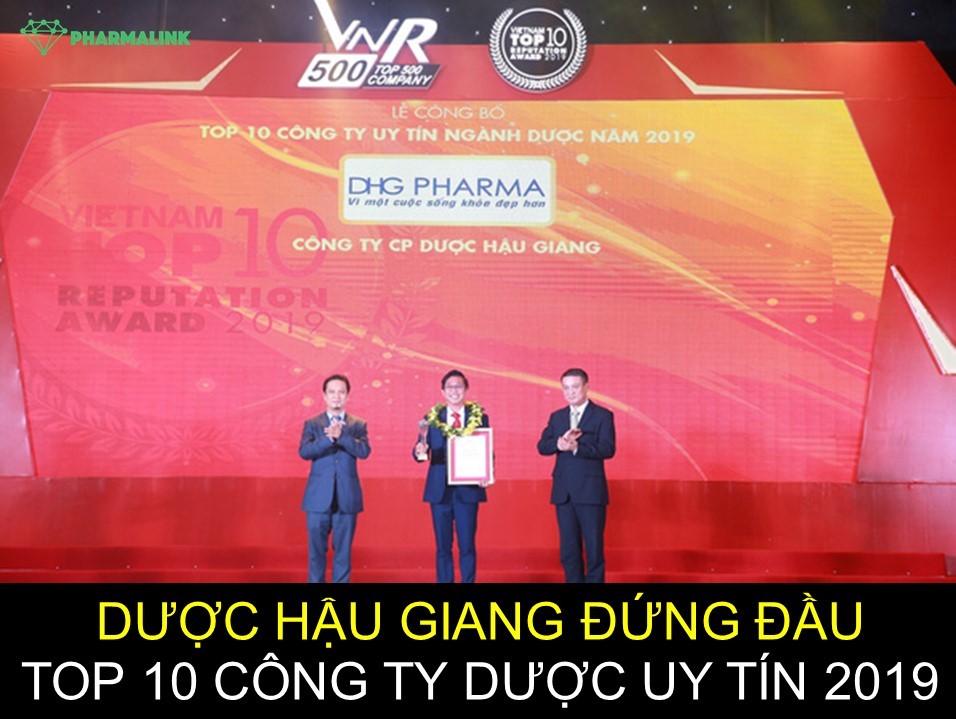 PHARMALINK
VNR
500 TOP 500
COMPANY
VIETNAM
TOP 10
REPUTATION
AWARD 2019
LỄ CÔNG BỐ
TOP 10 CÔNG TY UY TÍN NGÀNH DƯỢC NĂM 2019
DHG PHARMA
Vì một cuộc sống khỏe đẹp hơn
CÔNG TY CP DƯỢC HẬU GIANG
VIETNAM
TOP 10
REPUTATION
AWARD 2019
DƯỢC HẬU GIANG ĐỨNG ĐẦU
TOP 10 CÔNG TY DƯỢC UY TÍN 2019